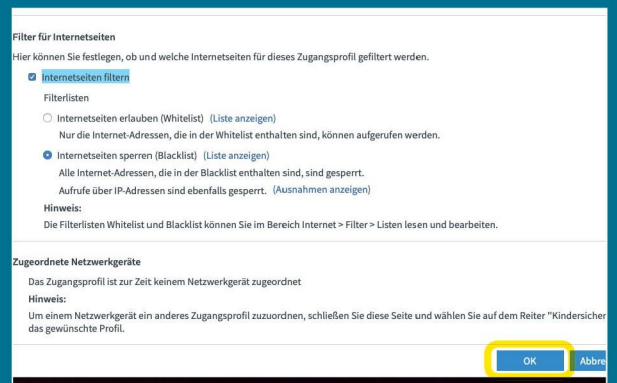 Filter für Internetseiten
Hier können Sie festlegen, ob und welche Internetseiten für dieses Zugangsprofil gefiltert werden.
Internetseiten filtern
Filterlisten
Internetseiten erlauben (Whitelist) (Liste anzeigen)
Nur die Internet-Adressen, die in der Whitelist enthalten sind, können aufgerufen werden.
Internetseiten sperren (Blacklist) (Liste anzeigen)
Alle Internet-Adressen, die in der Blacklist enthalten sind, sind gesperrt.
Aufrufe über IP-Adressen sind ebenfalls gesperrt. (Ausnahmen anzeigen)
Hinweis:
Die Filterlisten Whitelist und Blacklist können Sie im Bereich Internet > Filter > Listen lesen und bearbeiten.
Zugeordnete Netzwerkgeräte
Das Zugangsprofil ist zur Zeit keinem Netzwerkgerät zugeordnet
Hinweis:
Um einem Netzwerkgerät ein anderes Zugangsprofil zuzuordnen, schließen Sie diese Seite und wählen Sie auf dem Reiter "Kindersicher
das gewünschte Profil.
OK Abbre